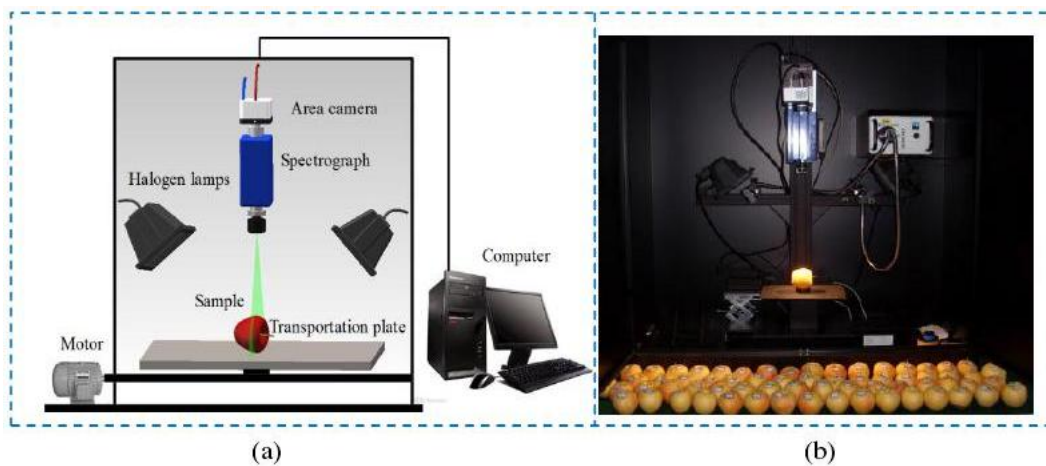 Area camera
Spectrograph
Halogen lamps
Computer
Sample
Transportation plate
Motor
(a)
(b)